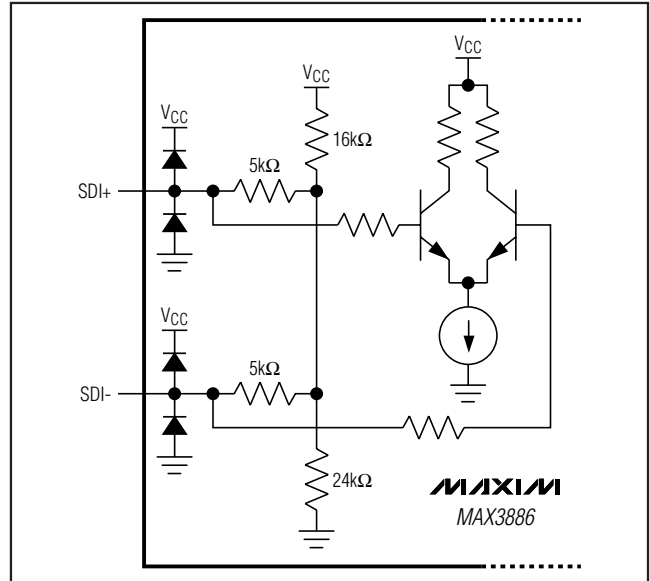 VCC
VCC
VCC
16kΩ
5kΩ
SDI+
VCC
5kΩ
SDI-
24kΩ
MAXIM
MAX3886